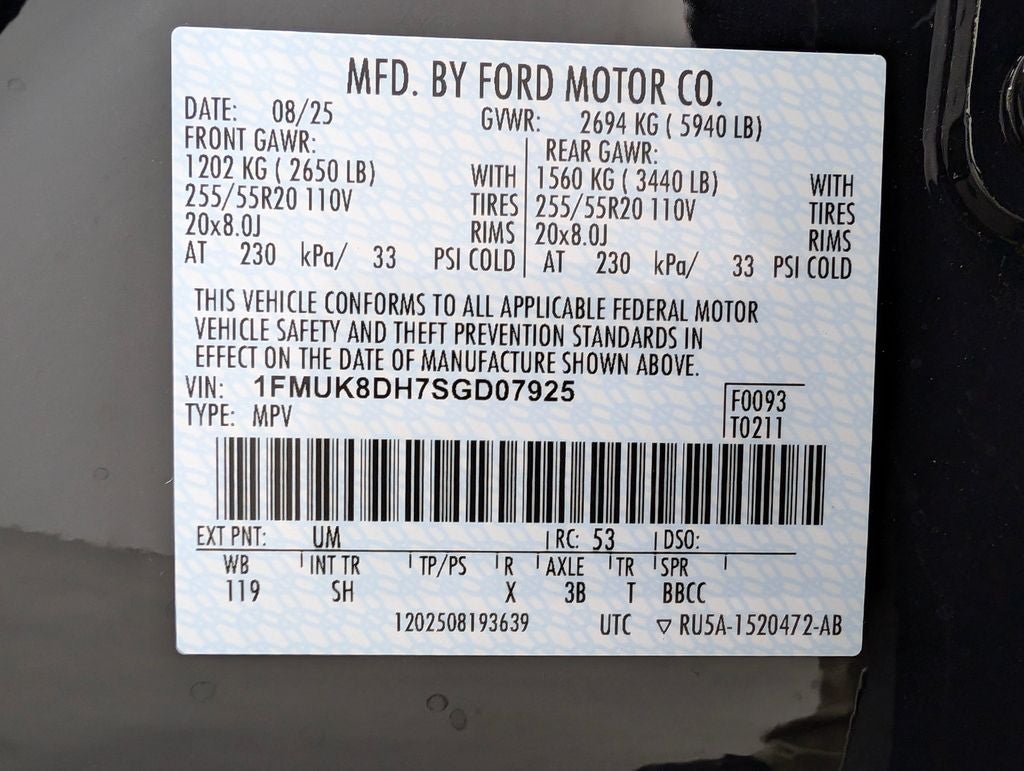 MFD. BY FORD MOTOR CO.
DATE: 08/25 GVWR: 2694 KG ( 5940 LB)
FRONT GAWR: REAR GAWR:
1202 KG ( 2650 LB) WITH 1560 KG ( 3440 LB) WITH
255/55R20 110V TIRES 255/55R20 110V TIRES
20x8.0J RIMS 20x8.0J RIMS
AT 230 kPa/ 33 PSI COLD AT 230 kPa/ 33 PSI COLD
THIS VEHICLE CONFORMS TO ALL APPLICABLE FEDERAL MOTOR
VEHICLE SAFETY AND THEFT PREVENTION STANDARDS IN
EFFECT ON THE DATE OF MANUFACTURE SHOWN ABOVE.
VIN: 1FMUK8DH7SGD07925
TYPE: MPV
F0093
T0211
EXT PNT: UM RC: 53 DSO:
WB INT TR TP/PS R AXLE TR SPR
119 SH X 3B T BBCC
1202508193639 UTC ▽ RU5A-1520472-AB